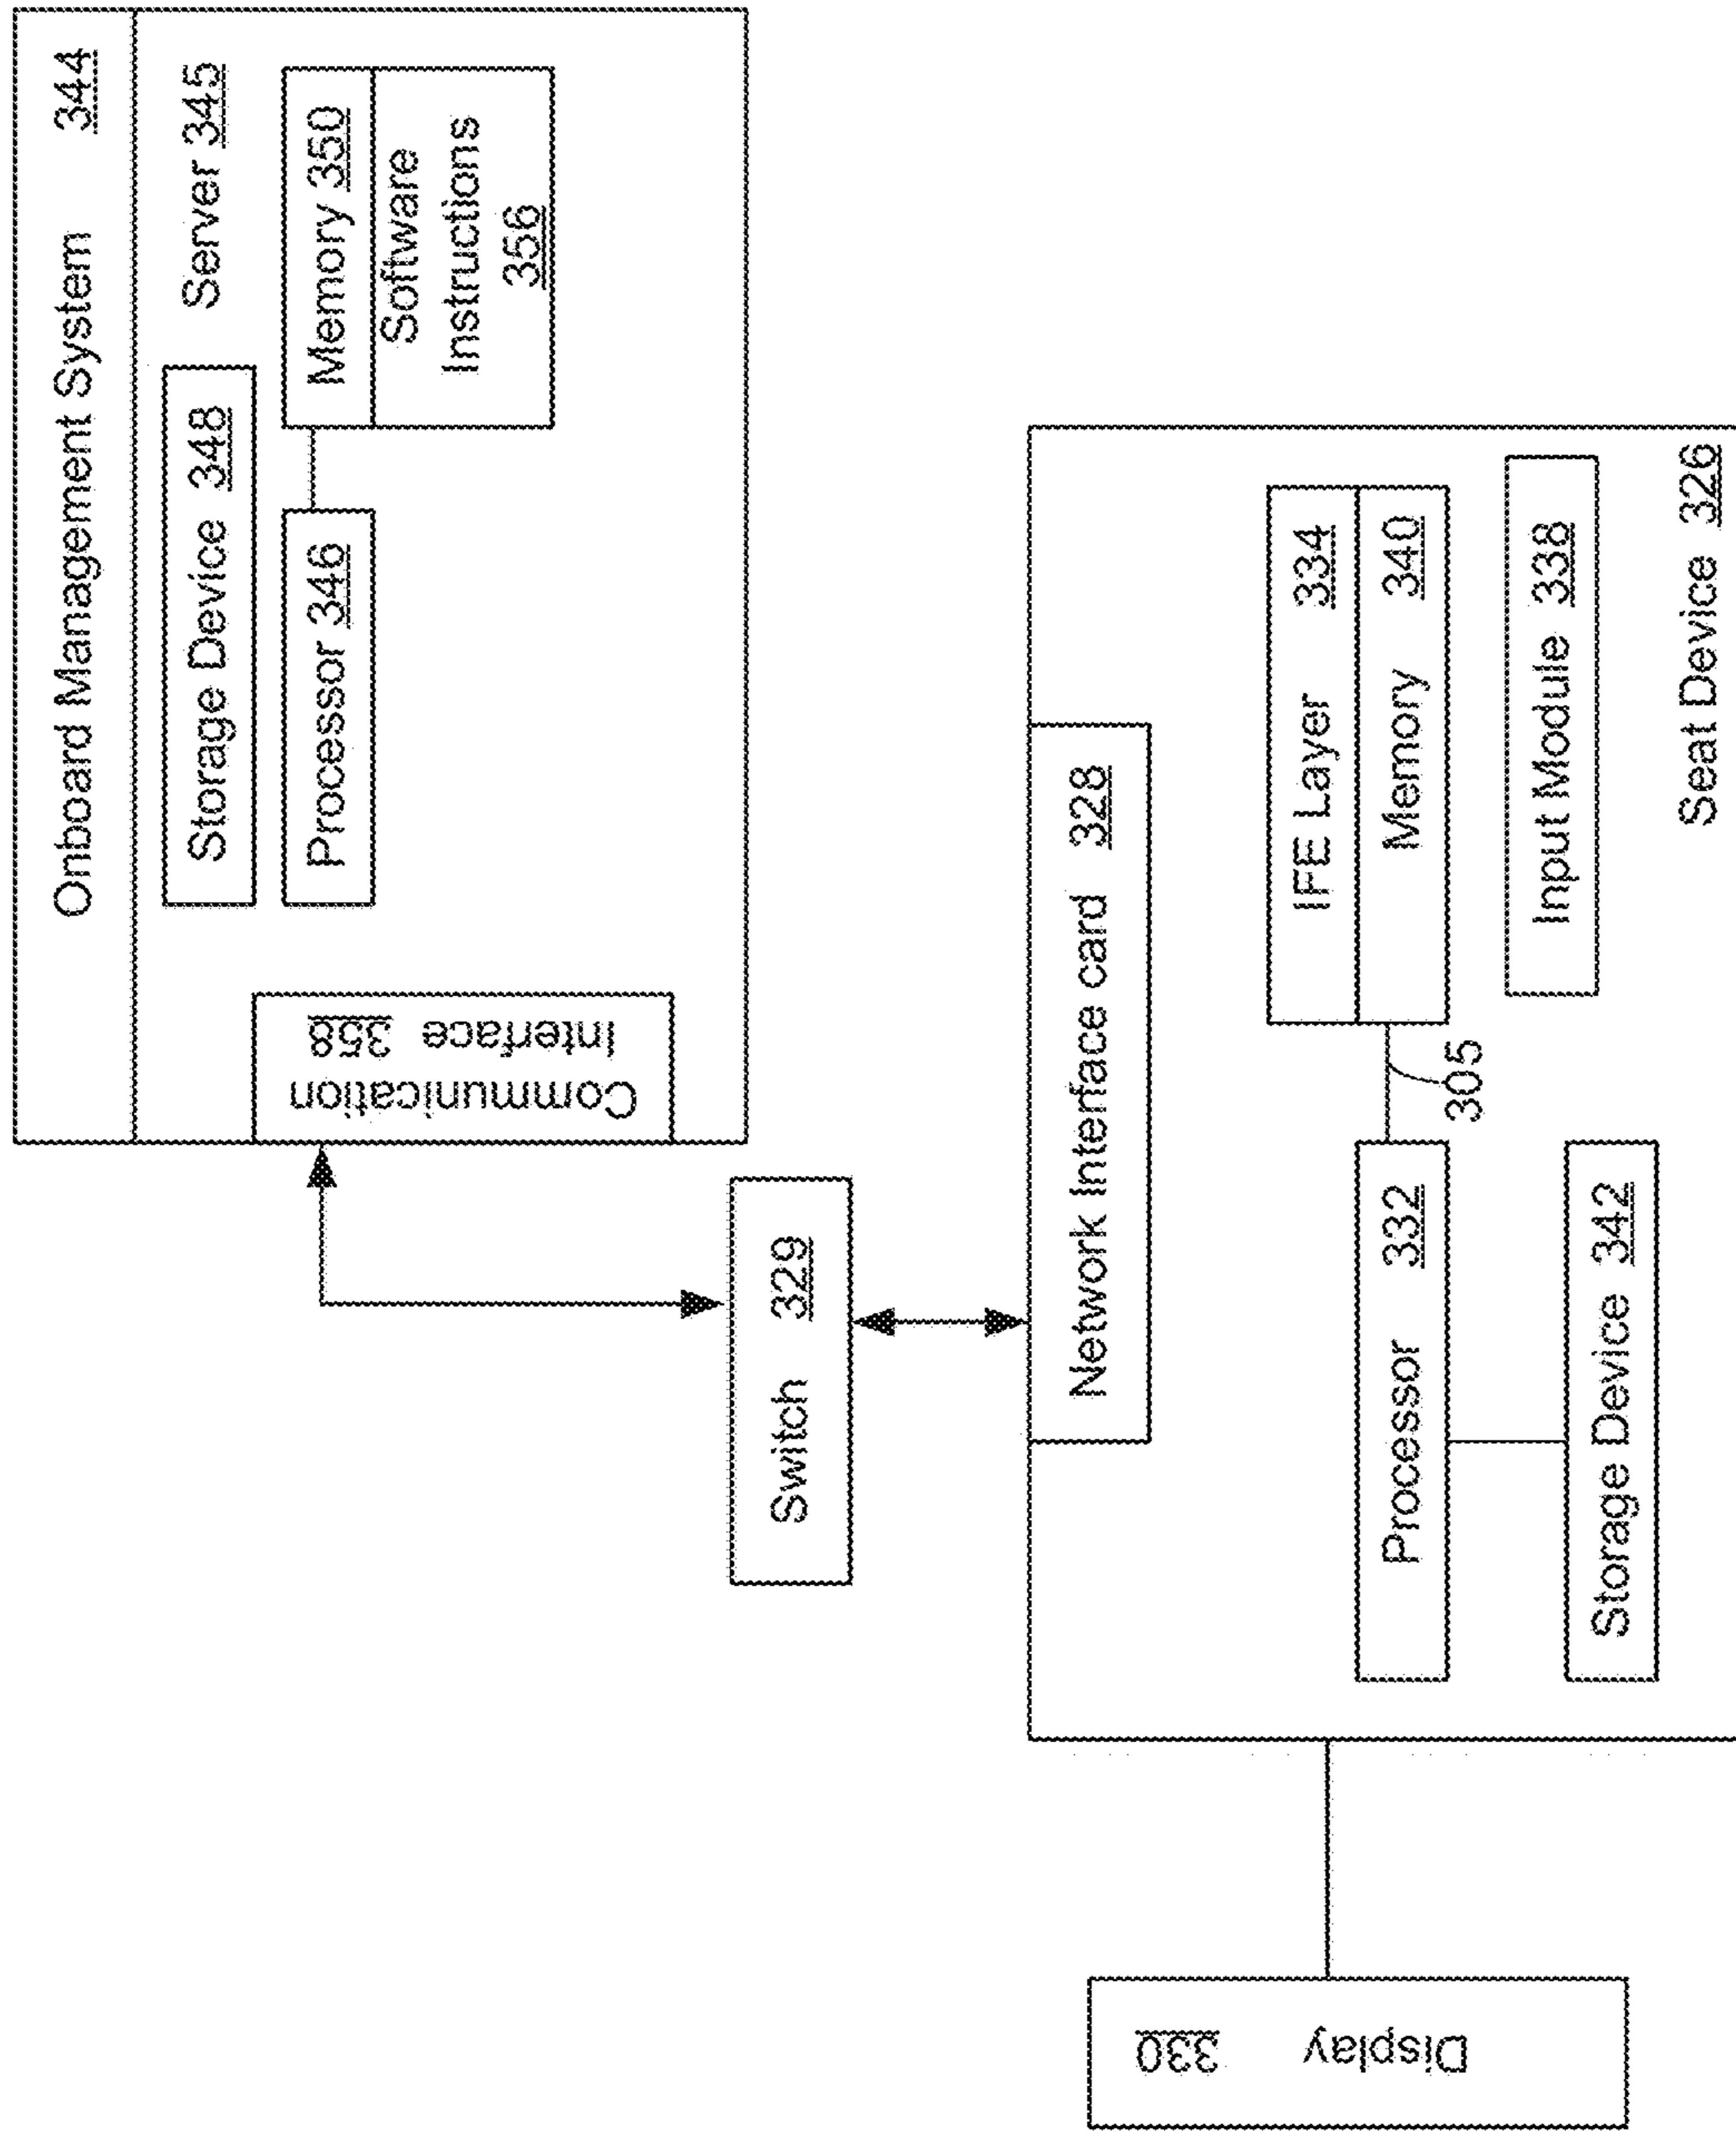 Onboard Management System 344
Server 345
Storage Device 348
Processor 346
Memory 350
Software
Instructions
356
Communication
Interface 358
Switch 329
Network Interface card 328
IFE Layer 334
Memory 340
Processor 332
305
Input Module 338
Storage Device 342
Seat Device 326
Display 330